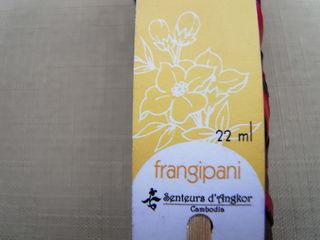 22 ml
frangipani
Senteurs d'Angkor
Cambodia